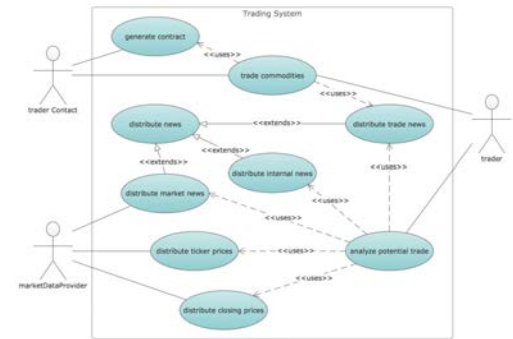 Trading System
generate contract
<<uses>>
trade commodities
trader Contact
<<uses>>
distribute news
<<extends>>
distribute trade news
<<extends>>
<<extends>>
distribute internal news
<<uses>>
trader
distribute market news
<<uses>>
<<uses>>
distribute ticker prices
<<uses>>
analyze potential trade
marketDataProvider
<<uses>>
distribute closing prices